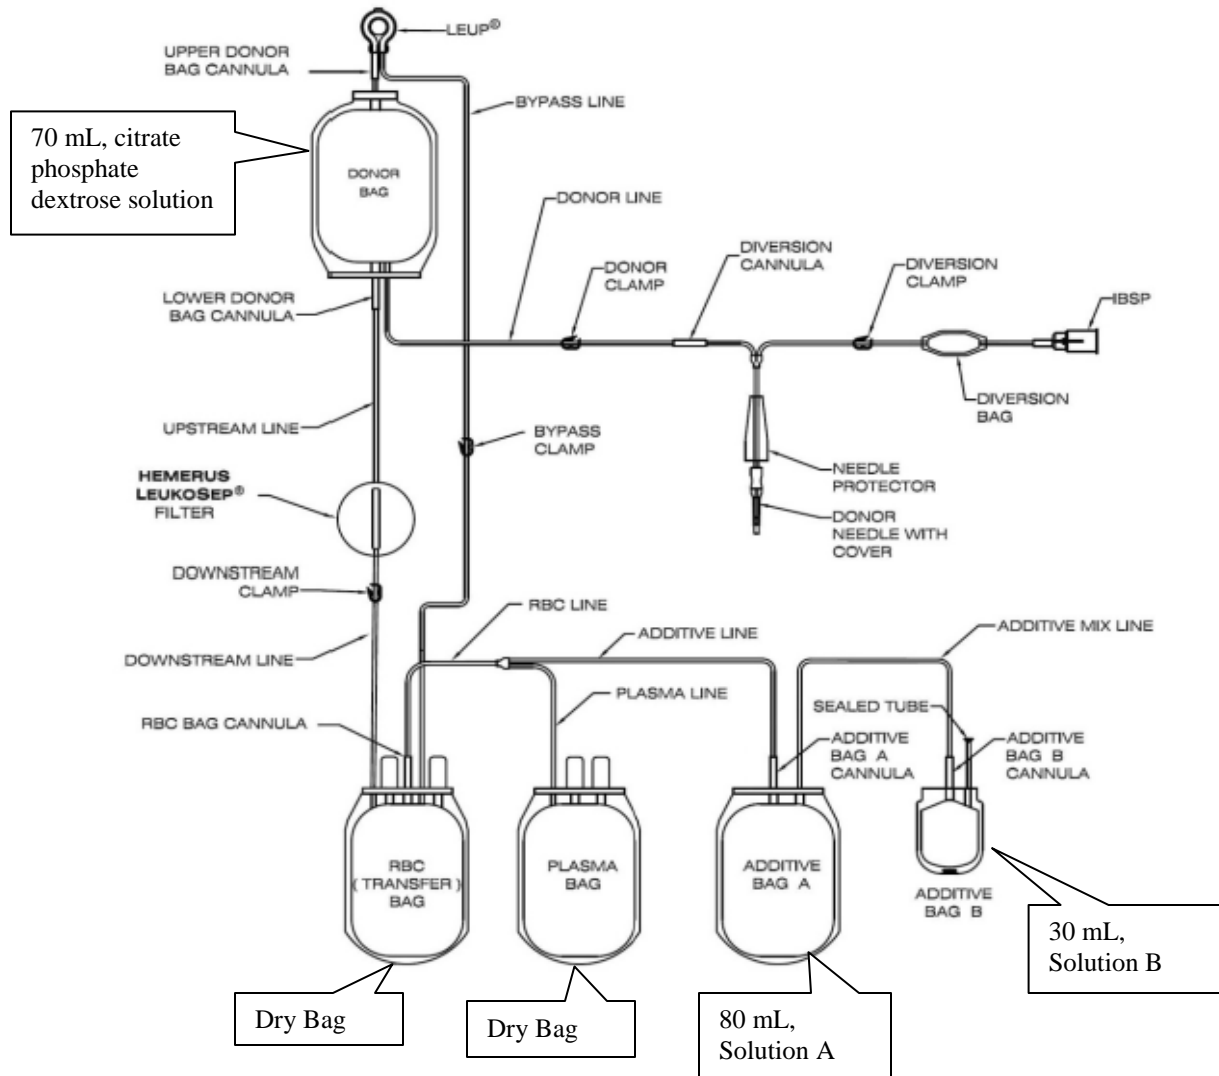 LEUP®
UPPER DONOR
BAG CANNULA
BYPASS LINE
70 mL, citrate
phosphate
dextrose solution
DONOR
BAG
DONOR LINE
DIVERSION
CANNULA
DONOR
CLAMP
DIVERSION
CLAMP
IBSP
LOWER DONOR
BAG CANNULA
DIVERSION
BAG
UPSTREAM LINE
BYPASS
CLAMP
HEMERUS
LEUKOSEP®
FILTER
NEEDLE
PROTECTOR
DONOR
NEEDLE WITH
COVER
DOWNSTREAM
CLAMP
RBC LINE
ADDITIVE LINE
ADDITIVE MIX LINE
DOWNSTREAM LINE
PLASMA LINE
SEALED TUBE
RBC BAG CANNULA
ADDITIVE
BAG A
CANNULA
ADDITIVE
BAG B
CANNULA
RBC
( TRANSFER )
BAG
PLASMA
BAG
ADDITIVE
BAG A
ADDITIVE
BAG B
30 mL,
Solution B
Dry Bag
Dry Bag
80 mL,
Solution A